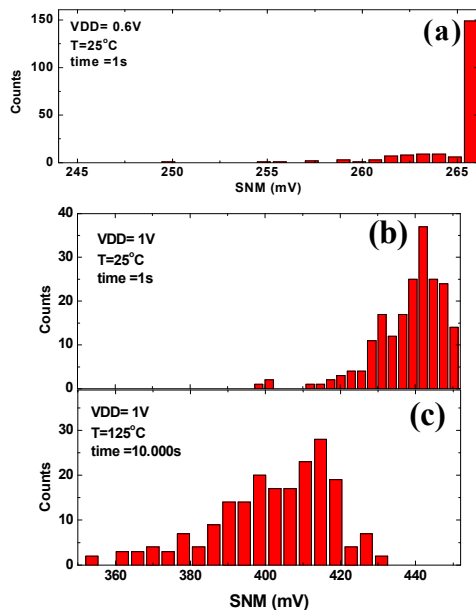 VDD= 0.6V
T=25°C
time =1s
(a)
150
100
50
0
Counts
245
250
255
260
265
SNM (mV)
VDD= 1V
T=25°C
time =1s
(b)
40
30
20
10
0
Counts
VDD= 1V
T=125°C
time =10.000s
(c)
30
20
10
0
Counts
360
380
400
420
440
SNM (mV)